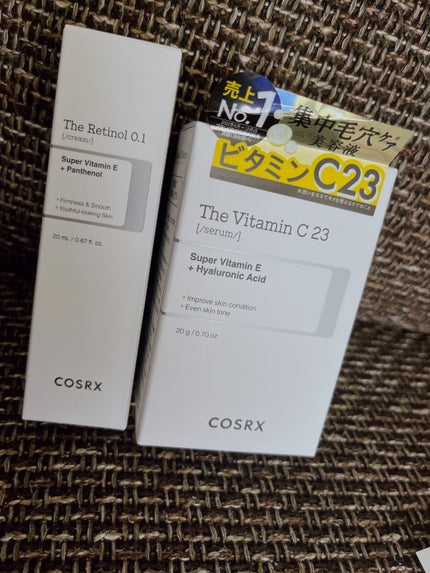 The Retinol 0.1
[/cream/]
Super Vitamin E
+ Panthenol
• Firmness & Smooth
• Youthful-looking Skin
20 mL / 0.67 fl. oz.
COSRX
売上
No.1
集中毛穴ケア
美容液
ビタミンC23
The Vitamin C 23
[/serum/]
Super Vitamin E
+ Hyaluronic Acid
• Improve skin condition
• Even skin tone
20 g / 0.70 oz.
COSRX